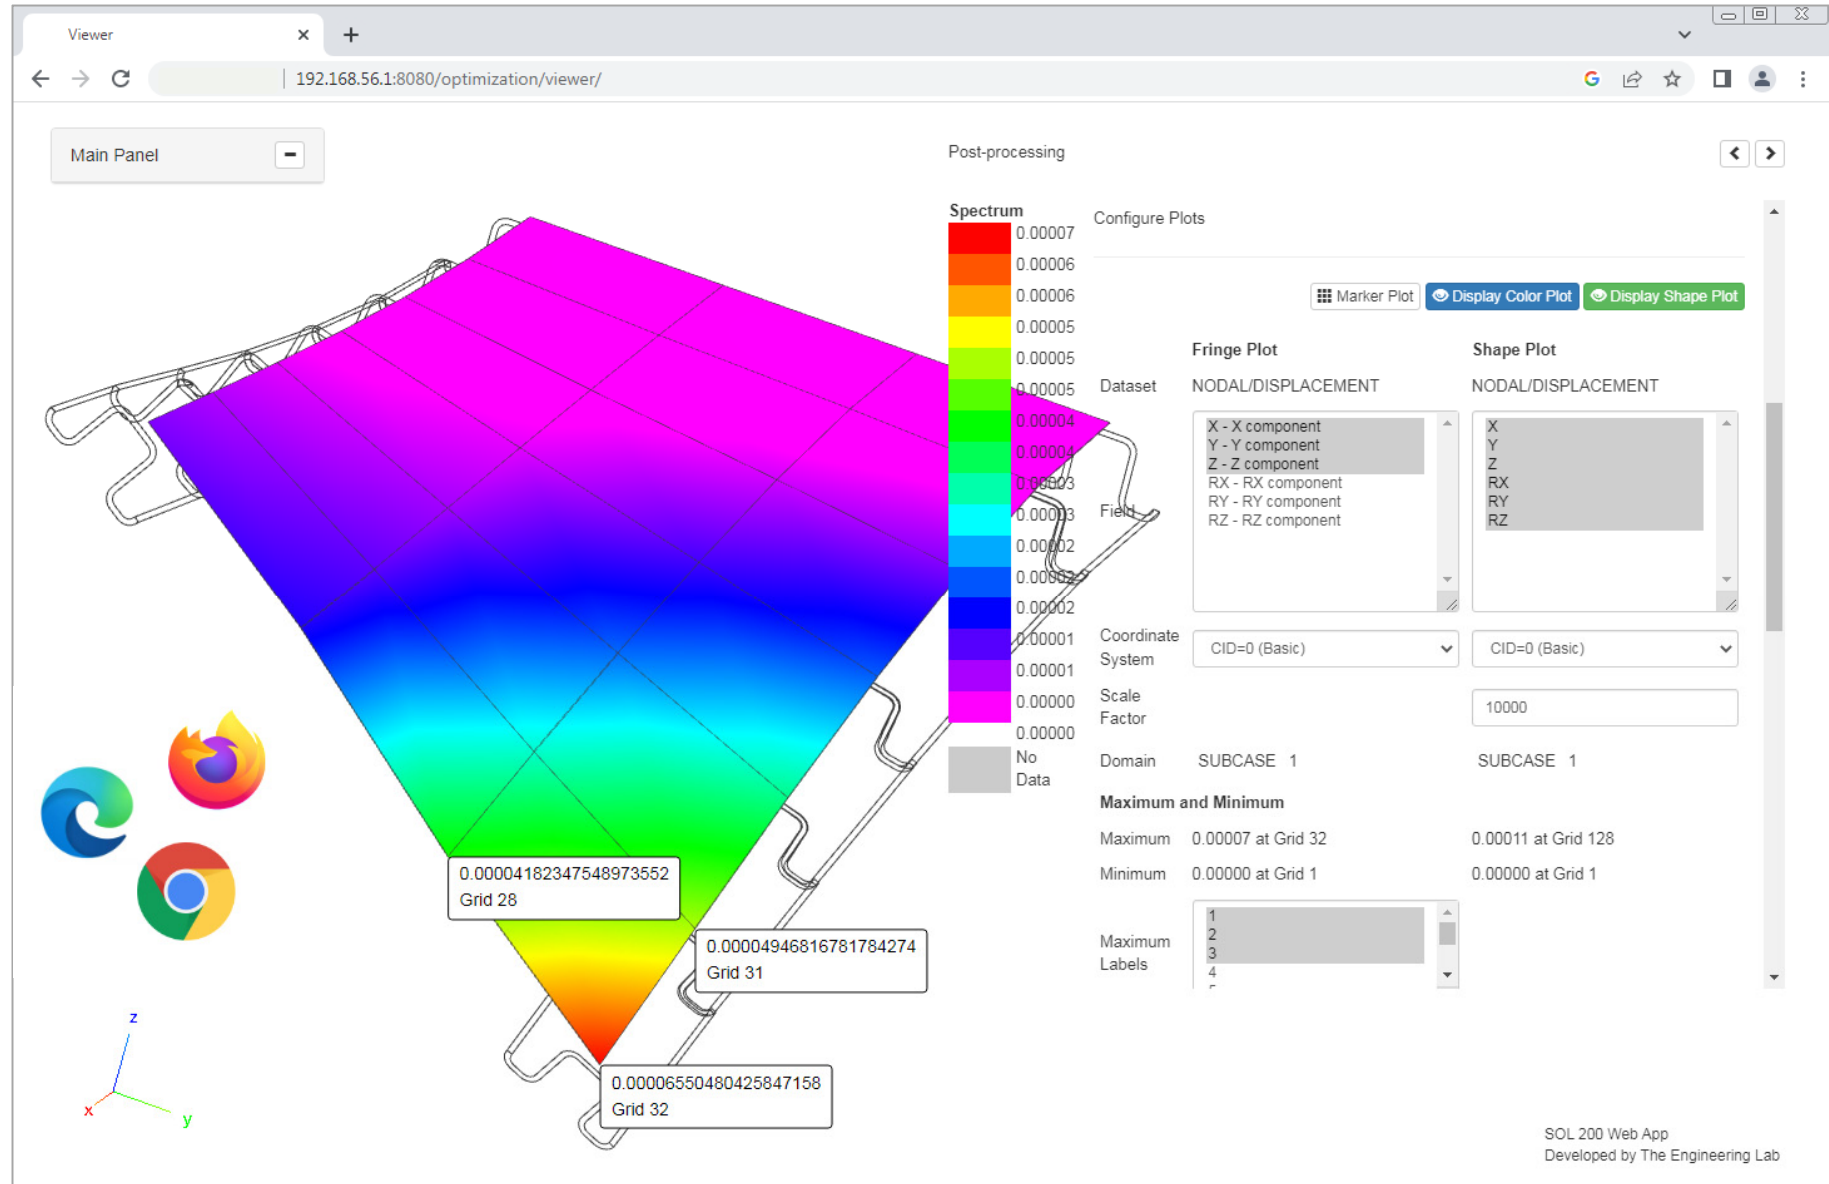 Viewer
192.168.56.1:8080/optimization/viewer/
Main Panel
Post-processing
Spectrum
0.00007
0.00006
0.00006
0.00005
0.00005
0.00005
0.00004
0.00004
0.00003
0.00003
0.00002
0.00002
0.00002
0.00001
0.00001
0.00000
0.00000
No
Data
Configure Plots
Marker Plot
Display Color Plot
Display Shape Plot
Fringe Plot
Shape Plot
Dataset
NODAL/DISPLACEMENT
NODAL/DISPLACEMENT
Field
X - X component
Y - Y component
Z - Z component
RX - RX component
RY - RY component
RZ - RZ component
X
Y
Z
RX
RY
RZ
Coordinate
System
CID=0 (Basic)
CID=0 (Basic)
Scale
Factor
10000
Domain
SUBCASE 1
SUBCASE 1
Maximum and Minimum
Maximum
0.00007 at Grid 32
0.00011 at Grid 128
Minimum
0.00000 at Grid 1
0.00000 at Grid 1
Maximum
Labels
1
2
3
4
0.00004182347548973552
Grid 28
0.00004946816781784274
Grid 31
0.00006550480425847158
Grid 32
z
x
y
SOL 200 Web App
Developed by The Engineering Lab